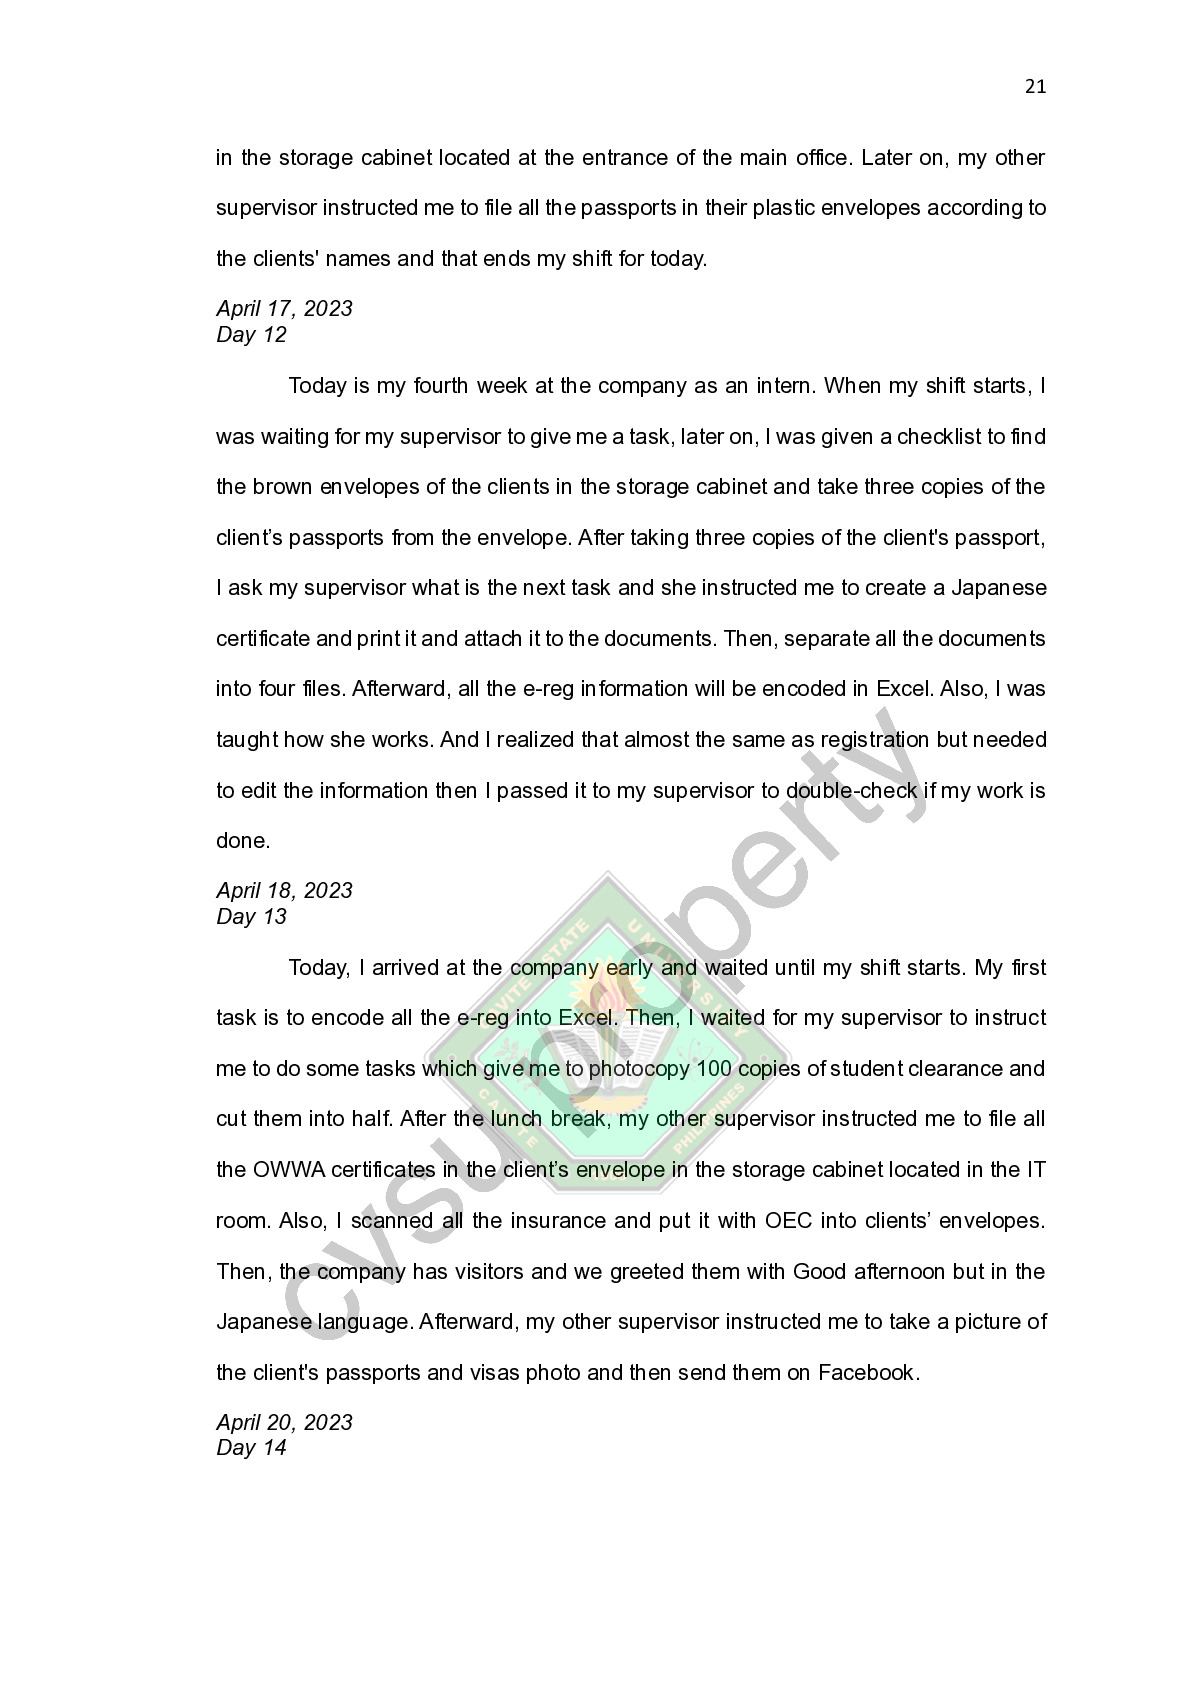 21
in the storage cabinet located at the entrance of the main office. Later on, my other
supervisor instructed me to file all the passports in their plastic envelopes according to
the clients' names and that ends my shift for today.
April 17, 2023
Day 12
Today is my fourth week at the company as an intern. When my shift starts, I
was waiting for my supervisor to give me a task, later on, I was given a checklist to find
the brown envelopes of the clients in the storage cabinet and take three copies of the
client’s passports from the envelope. After taking three copies of the client's passport,
I ask my supervisor what is the next task and she instructed me to create a Japanese
certificate and print it and attach it to the documents. Then, separate all the documents
into four files. Afterward, all the e-reg information will be encoded in Excel. Also, I was
taught how she works. And I realized that almost the same as registration but needed
to edit the information then I passed it to my supervisor to double-check if my work is
done.
April 18, 2023
Day 13
Today, I arrived at the company early and waited until my shift starts. My first
task is to encode all the e-reg into Excel. Then, I waited for my supervisor to instruct
me to do some tasks which give me to photocopy 100 copies of student clearance and
cut them into half. After the lunch break, my other supervisor instructed me to file all
the OWWA certificates in the client’s envelope in the storage cabinet located in the IT
room. Also, I scanned all the insurance and put it with OEC into clients’ envelopes.
Then, the company has visitors and we greeted them with Good afternoon but in the
Japanese language. Afterward, my other supervisor instructed me to take a picture of
the client's passports and visas photo and then send them on Facebook.
April 20, 2023
Day 14
cvsu property
CAVITE STATE UNIVERSITY
CAVITE
PHILIPPINES